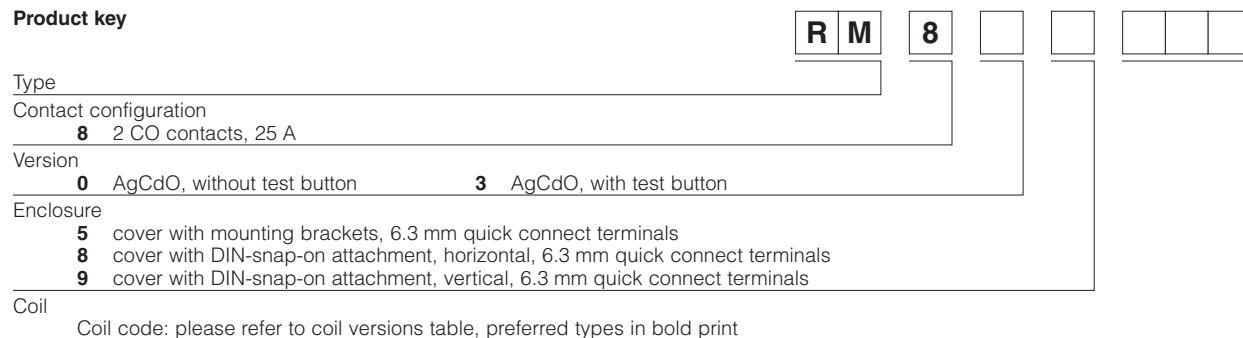 Product key
R M 8
Type
Contact configuration
8 2 CO contacts, 25 A
Version
0 AgCdO, without test button 3 AgCdO, with test button
Enclosure
5 cover with mounting brackets, 6.3 mm quick connect terminals
8 cover with DIN-snap-on attachment, horizontal, 6.3 mm quick connect terminals
9 cover with DIN-snap-on attachment, vertical, 6.3 mm quick connect terminals
Coil
Coil code: please refer to coil versions table, preferred types in bold print